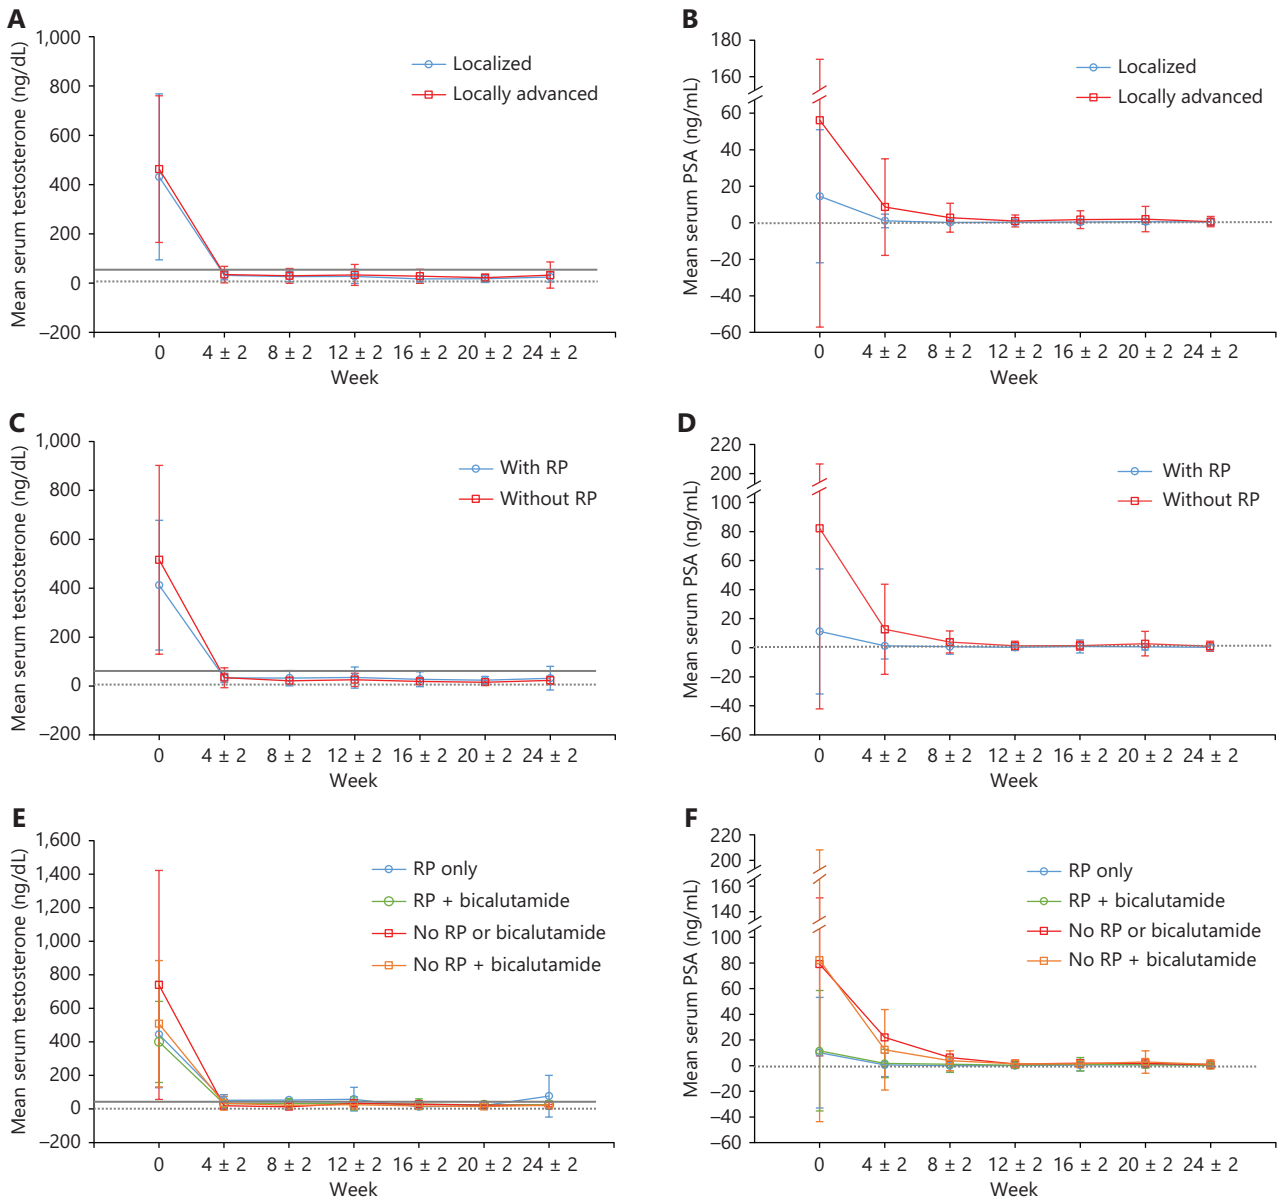 A
Mean serum testosterone (ng/dL)
1,000
800
600
400
200
0
–200
Localized
Locally advanced
0 4 ± 2 8 ± 2 12 ± 2 16 ± 2 20 ± 2 24 ± 2
Week
B
Mean serum PSA (ng/mL)
180
160
60
40
20
0
–20
–40
–60
Localized
Locally advanced
0 4 ± 2 8 ± 2 12 ± 2 16 ± 2 20 ± 2 24 ± 2
Week
C
Mean serum testosterone (ng/dL)
1,000
800
600
400
200
0
–200
With RP
Without RP
0 4 ± 2 8 ± 2 12 ± 2 16 ± 2 20 ± 2 24 ± 2
Week
D
Mean serum PSA (ng/mL)
220
200
100
80
60
40
20
0
–20
–40
–60
With RP
Without RP
0 4 ± 2 8 ± 2 12 ± 2 16 ± 2 20 ± 2 24 ± 2
Week
E
Mean serum testosterone (ng/dL)
1,600
1,400
1,200
1,000
800
600
400
200
0
–200
RP only
RP + bicalutamide
No RP or bicalutamide
No RP + bicalutamide
0 4 ± 2 8 ± 2 12 ± 2 16 ± 2 20 ± 2 24 ± 2
Week
F
Mean serum PSA (ng/mL)
220
200
160
140
100
80
60
40
20
0
–20
–40
–60
RP only
RP + bicalutamide
No RP or bicalutamide
No RP + bicalutamide
0 4 ± 2 8 ± 2 12 ± 2 16 ± 2 20 ± 2 24 ± 2
Week